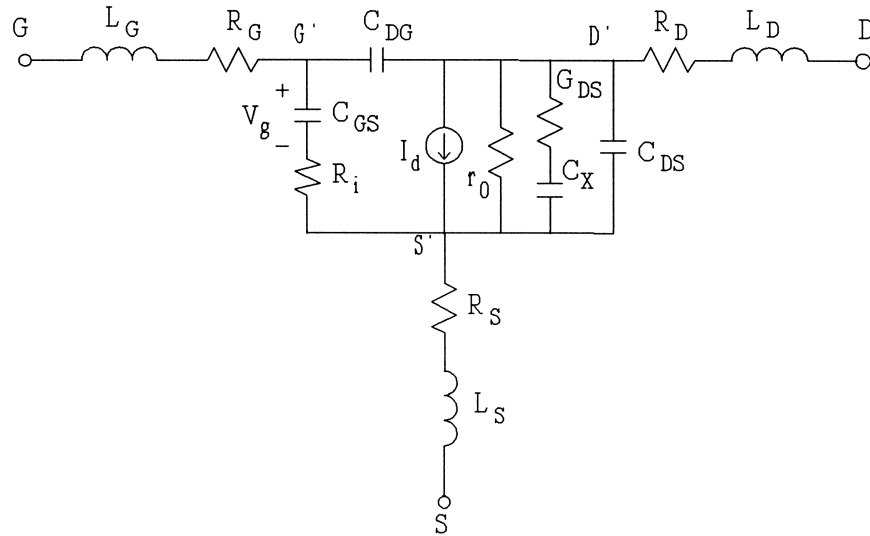 G L_G R_G G' C_DG D' R_D L_D D
+ V_g - C_GS I_d r_0 G_DS C_X C_DS
R_i
S'
R_S
L_S
S